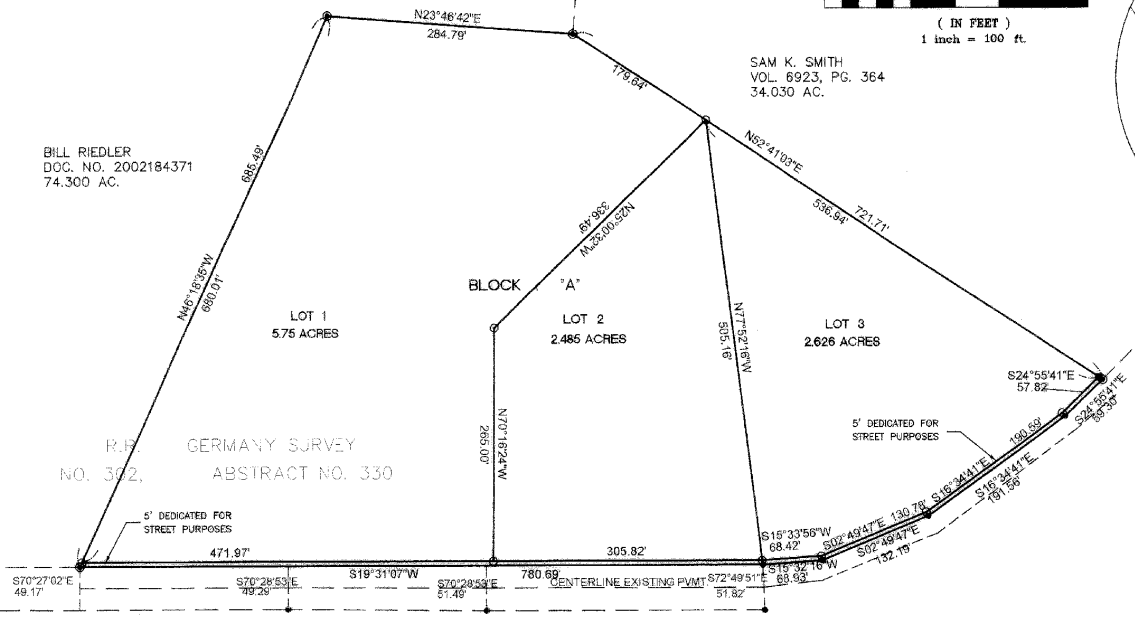 N23°46'42"E
284.79'
( IN FEET )
1 inch = 100 ft.
SAM K. SMITH
VOL. 6923, PG. 364
34.030 AC.
179.64'
BILL RIEDLER
DOC. NO. 2002184371
74.300 AC.
685.49'
N46°18'35"W
680.01'
N52°41'03"E
721.71'
536.94'
336.49'
N25°00'32"W
BLOCK "A"
LOT 1
5.75 ACRES
LOT 2
2.485 ACRES
LOT 3
2.626 ACRES
N77°52'16"W
505.16'
S24°55'41"E
57.82'
S24°55'41"E
59.30'
N70°16'24"W
265.00'
5' DEDICATED FOR
STREET PURPOSES
190.59'
S16°34'41"E
S16°34'41"E
191.56'
R.R. GERMANY SURVEY
NO. 302, ABSTRACT NO. 330
5' DEDICATED FOR
STREET PURPOSES
S02°49'47"E 130.78'
S02°49'47"E
132.19'
S15°33'56"W
68.42'
S15°32'16"W
68.93'
471.97'
305.82'
S19°31'07"W 780.69'
CENTERLINE EXISTING PVMT
S70°27'02"E
49.17'
S70°28'53"E
49.29'
S70°28'53"E
51.49'
S72°49'51"E
51.82'